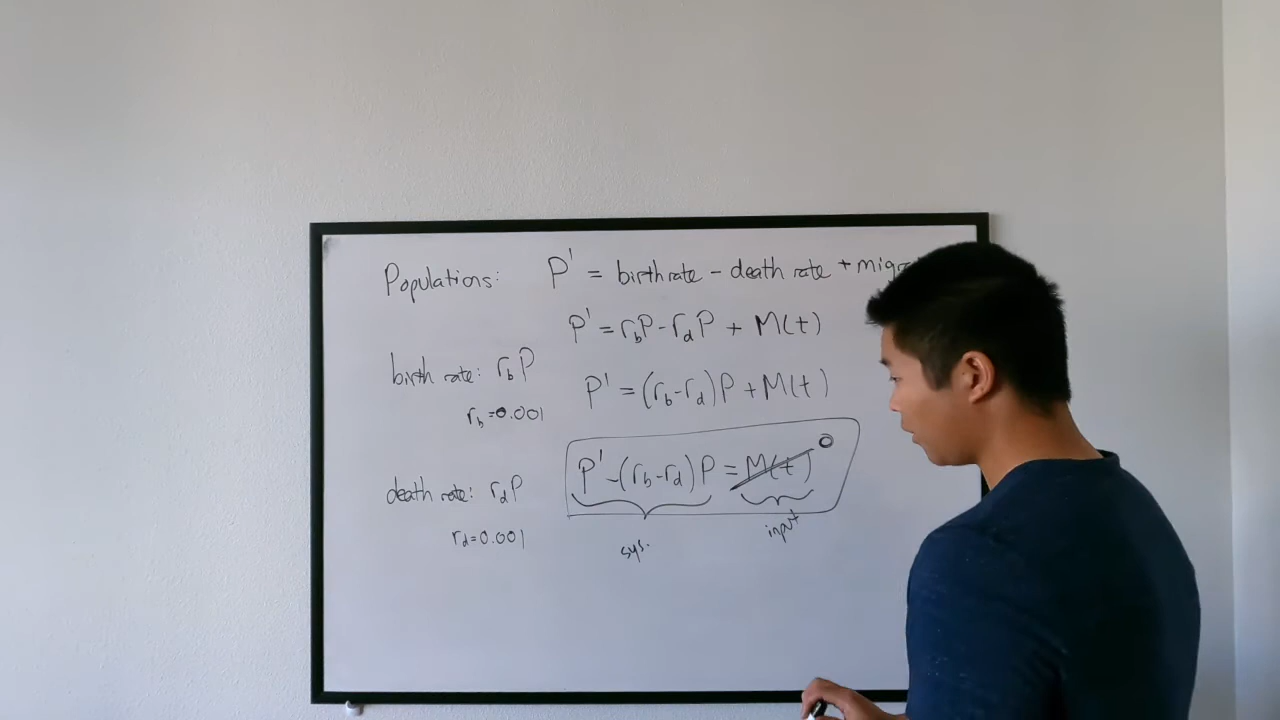 Populations: P' = birth rate - death rate + 
P' = r_b P - r_d P + M(t)
birth rate: r_b P
P' = (r_b - r_d)P + M(t)
r_b = 0.001
P' - (r_b - r_d)P = M(t) 0
death rate: r_d P
r_d = 0.001
sys. input